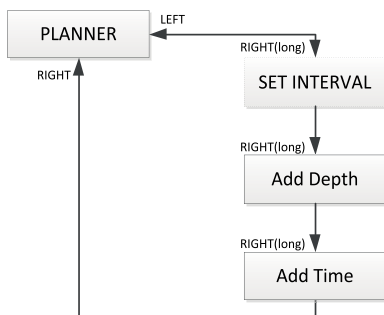 LEFT
PLANNER
RIGHT(long)
RIGHT
SET INTERVAL
RIGHT(long)
Add Depth
RIGHT(long)
Add Time